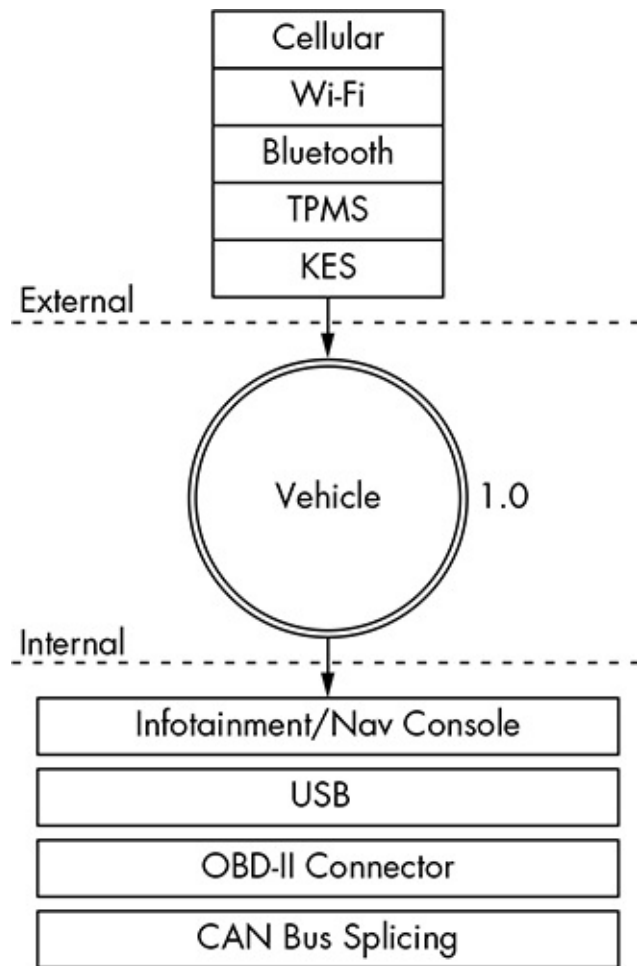 Cellular
Wi-Fi
Bluetooth
TPMS
KES
External
Vehicle
1.0
Internal
Infotainment/Nav Console
USB
OBD-II Connector
CAN Bus Splicing